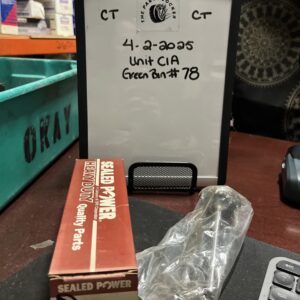 CT
CT
4-2-2025
Unit C1A
Green Bin # 78
OKAY
SEALED POWER
HEAVY DUTY
Quality Parts
SEALED POWER